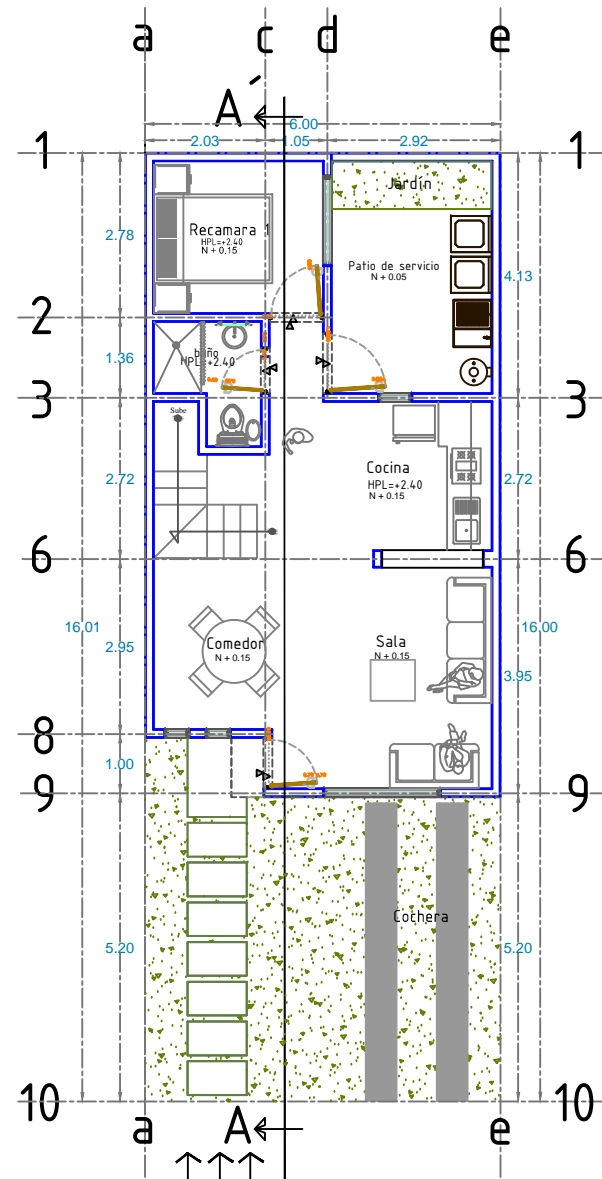 a c d e
A´
6.00
2.03 1.05 2.92
1 1
Jardín
Recamara 1
HPL=+2.40
N + 0.15
2.78
Patio de servicio
N + 0.05
4.13
2 2
baño
HPL=+2.40
1.36
3 3
Sube
Cocina
HPL=+2.40
N + 0.15
2.72 2.72
6 6
16.01 16.00
Comedor
N + 0.15
Sala
N + 0.15
2.95 3.95
8
1.00
9 9
Cochera
5.20 5.20
10 10
a A e